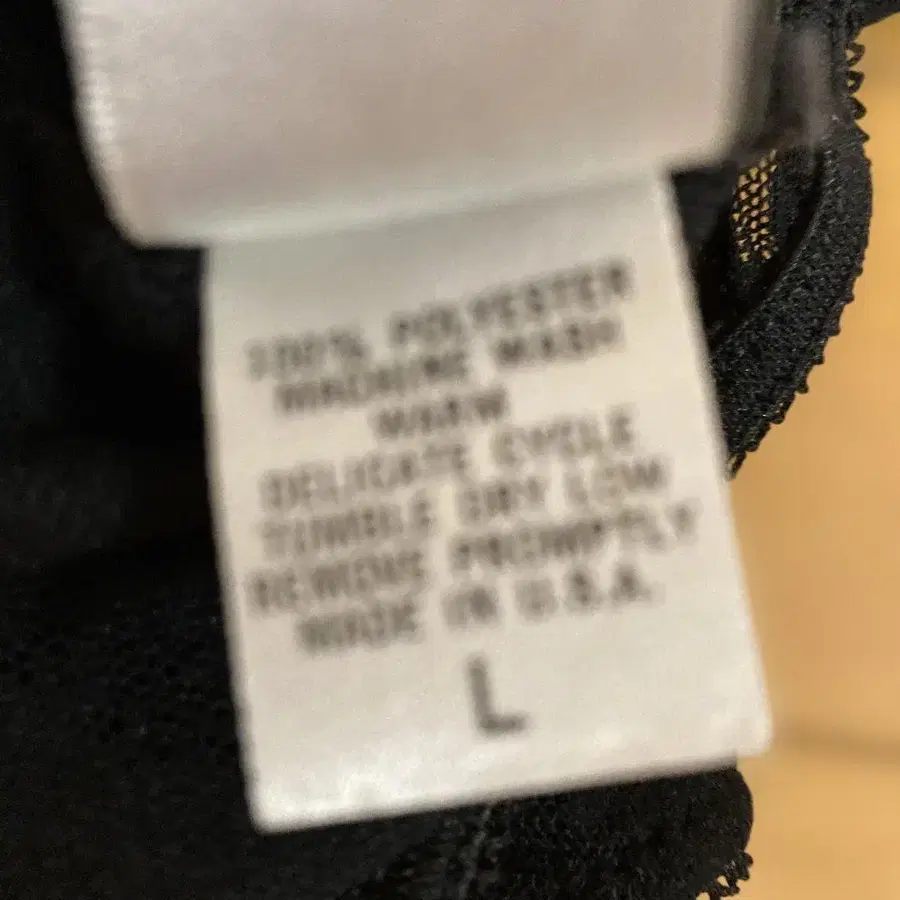 100% POLYESTER
MACHINE WASH
WARM
DELICATE CYCLE
TUMBLE DRY LOW
REMOVE PROMPTLY
MADE IN U.S.A.
L